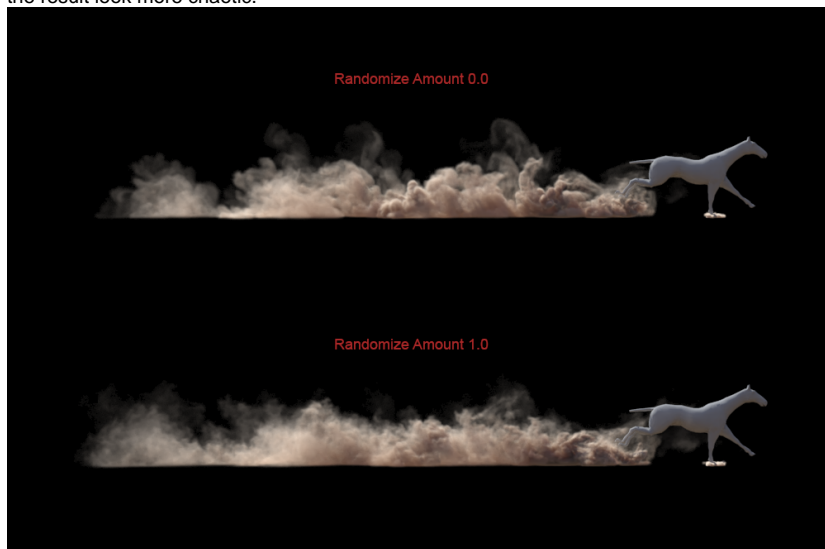 the result look more chaotic.
Randomize Amount 0.0
Randomize Amount 1.0